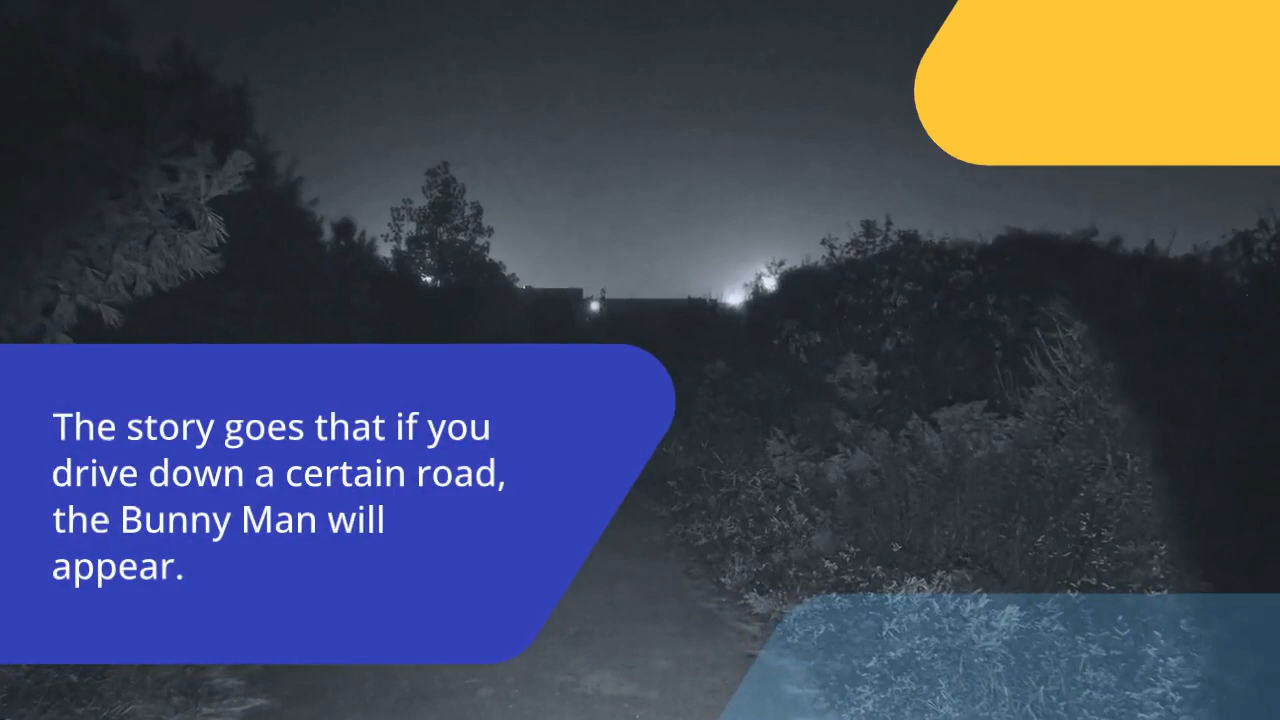 The story goes that if you
drive down a certain road,
the Bunny Man will
appear.